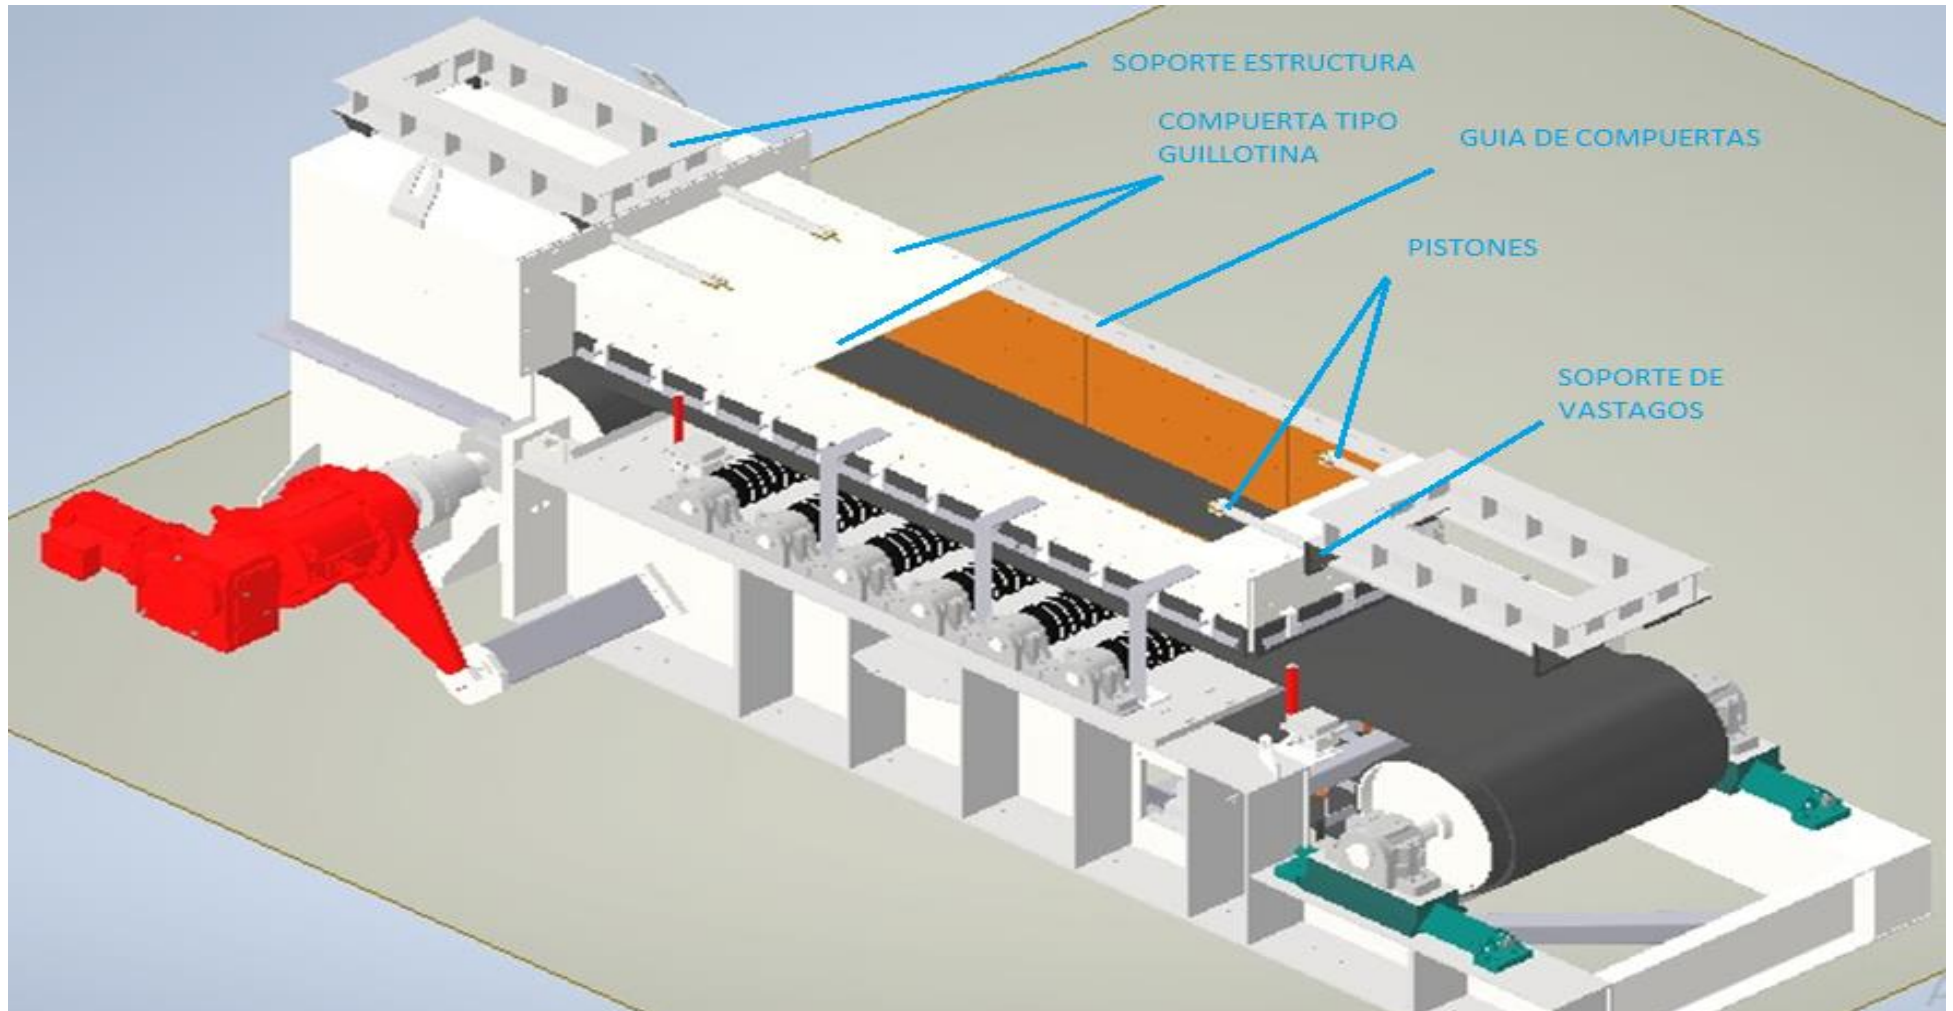 SOPORTE ESTRUCTURA
COMPUERTA TIPO
GUILLOTINA
GUIA DE COMPUERTAS
PISTONES
SOPORTE DE
VASTAGOS